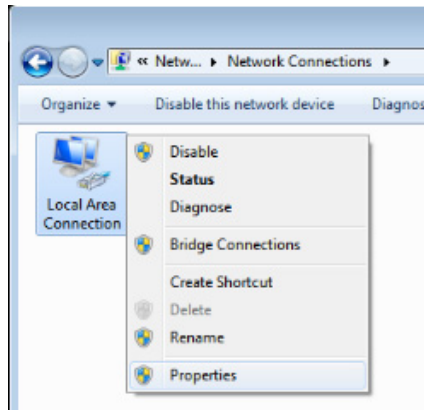 « Netw... ▸ Network Connections ▸
Organize ▾ Disable this network device Diagnos
Local Area
Connection
Disable
Status
Diagnose
Bridge Connections
Create Shortcut
Delete
Rename
Properties